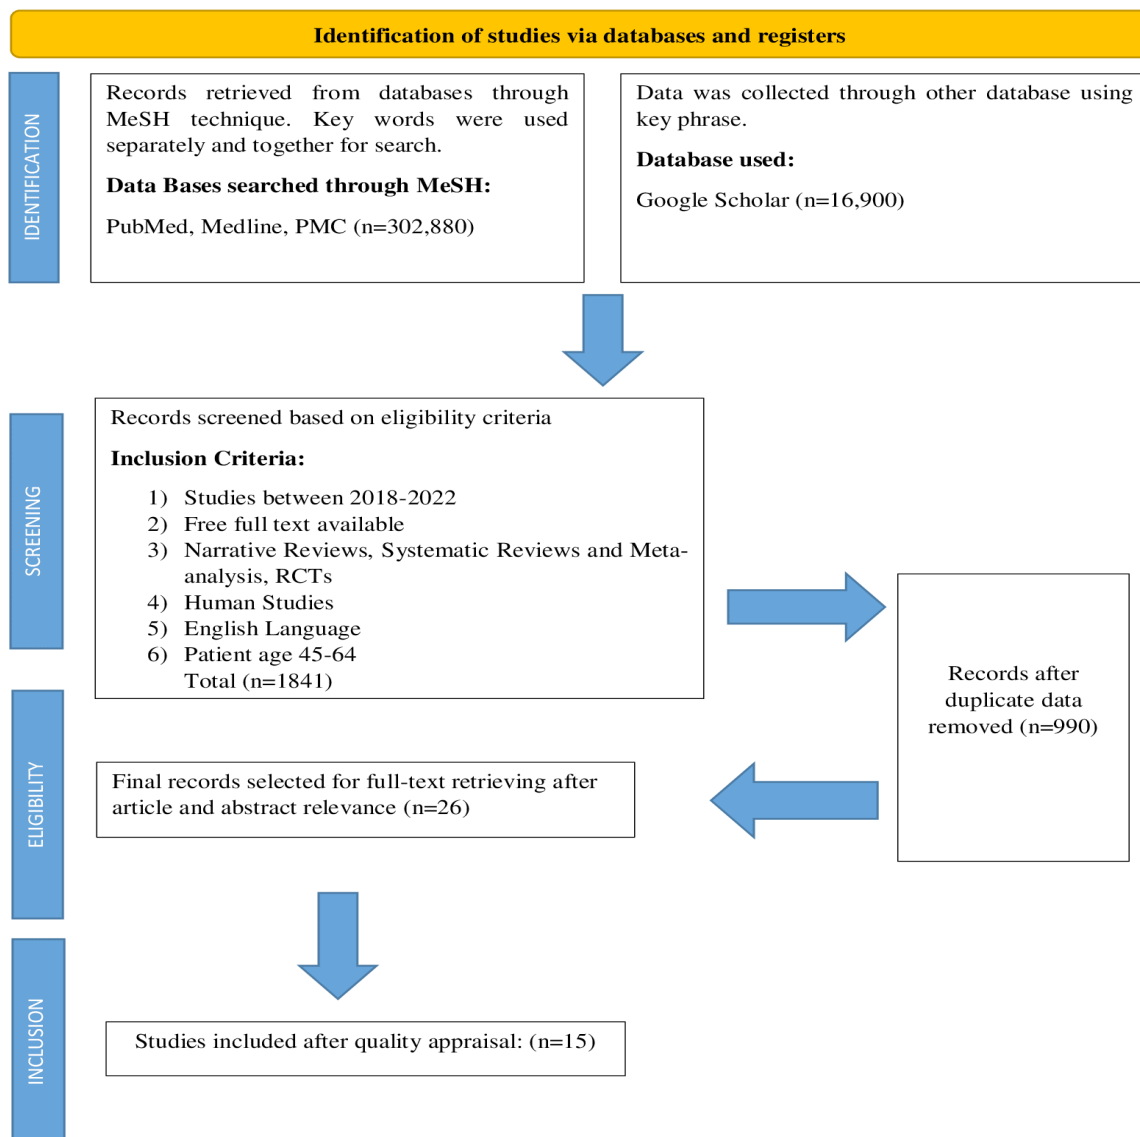 Identification of studies via databases and registers
IDENTIFICATION
Records retrieved from databases through
MeSH technique. Key words were used
separately and together for search.
Data Bases searched through MeSH:
PubMed, Medline, PMC (n=302,880)
Data was collected through other database using
key phrase.
Database used:
Google Scholar (n=16,900)
SCREENING
Records screened based on eligibility criteria
Inclusion Criteria:
1) Studies between 2018-2022
2) Free full text available
3) Narrative Reviews, Systematic Reviews and Meta-
analysis, RCTs
4) Human Studies
5) English Language
6) Patient age 45-64
Total (n=1841)
Records after
duplicate data
removed (n=990)
ELIGIBILITY
Final records selected for full-text retrieving after
article and abstract relevance (n=26)
INCLUSION
Studies included after quality appraisal: (n=15)